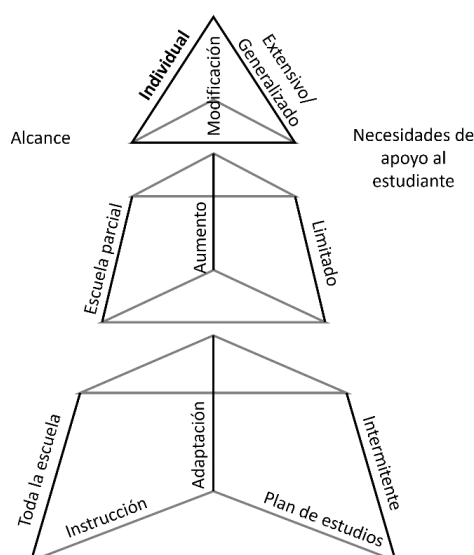 Individual
Modificación
Extensivo/
Generalizado
Alcance
Necesidades de
apoyo al
estudiante
Escuela parcial
Aumento
Limitado
Toda la escuela
Adaptación
Intermitente
Instrucción
Plan de estudios